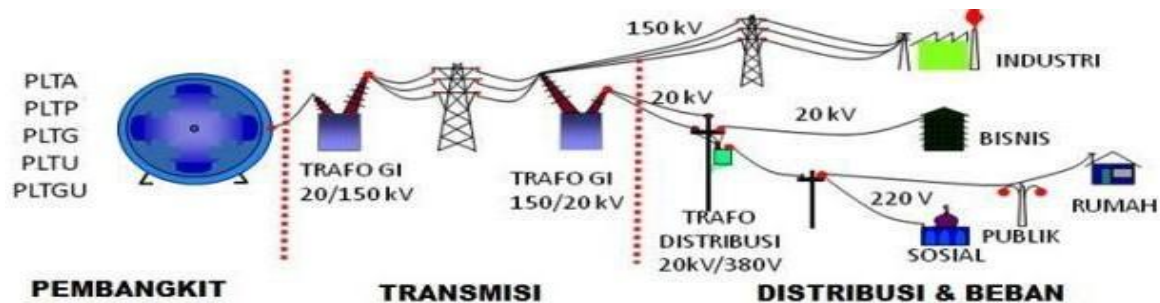 PLTA
PLTP
PLTG
PLTU
PLTGU
TRAFO GI
20/150 kV
TRAFO GI
150/20 kV
150 kV
INDUSTRI
20 kV
20 kV
BISNIS
TRAFO
DISTRIBUSI
20kV/380V
220 V
SOSIAL
PUBLIK
RUMAH
PEMBANGKIT
TRANSMISI
DISTRIBUSI & BEBAN